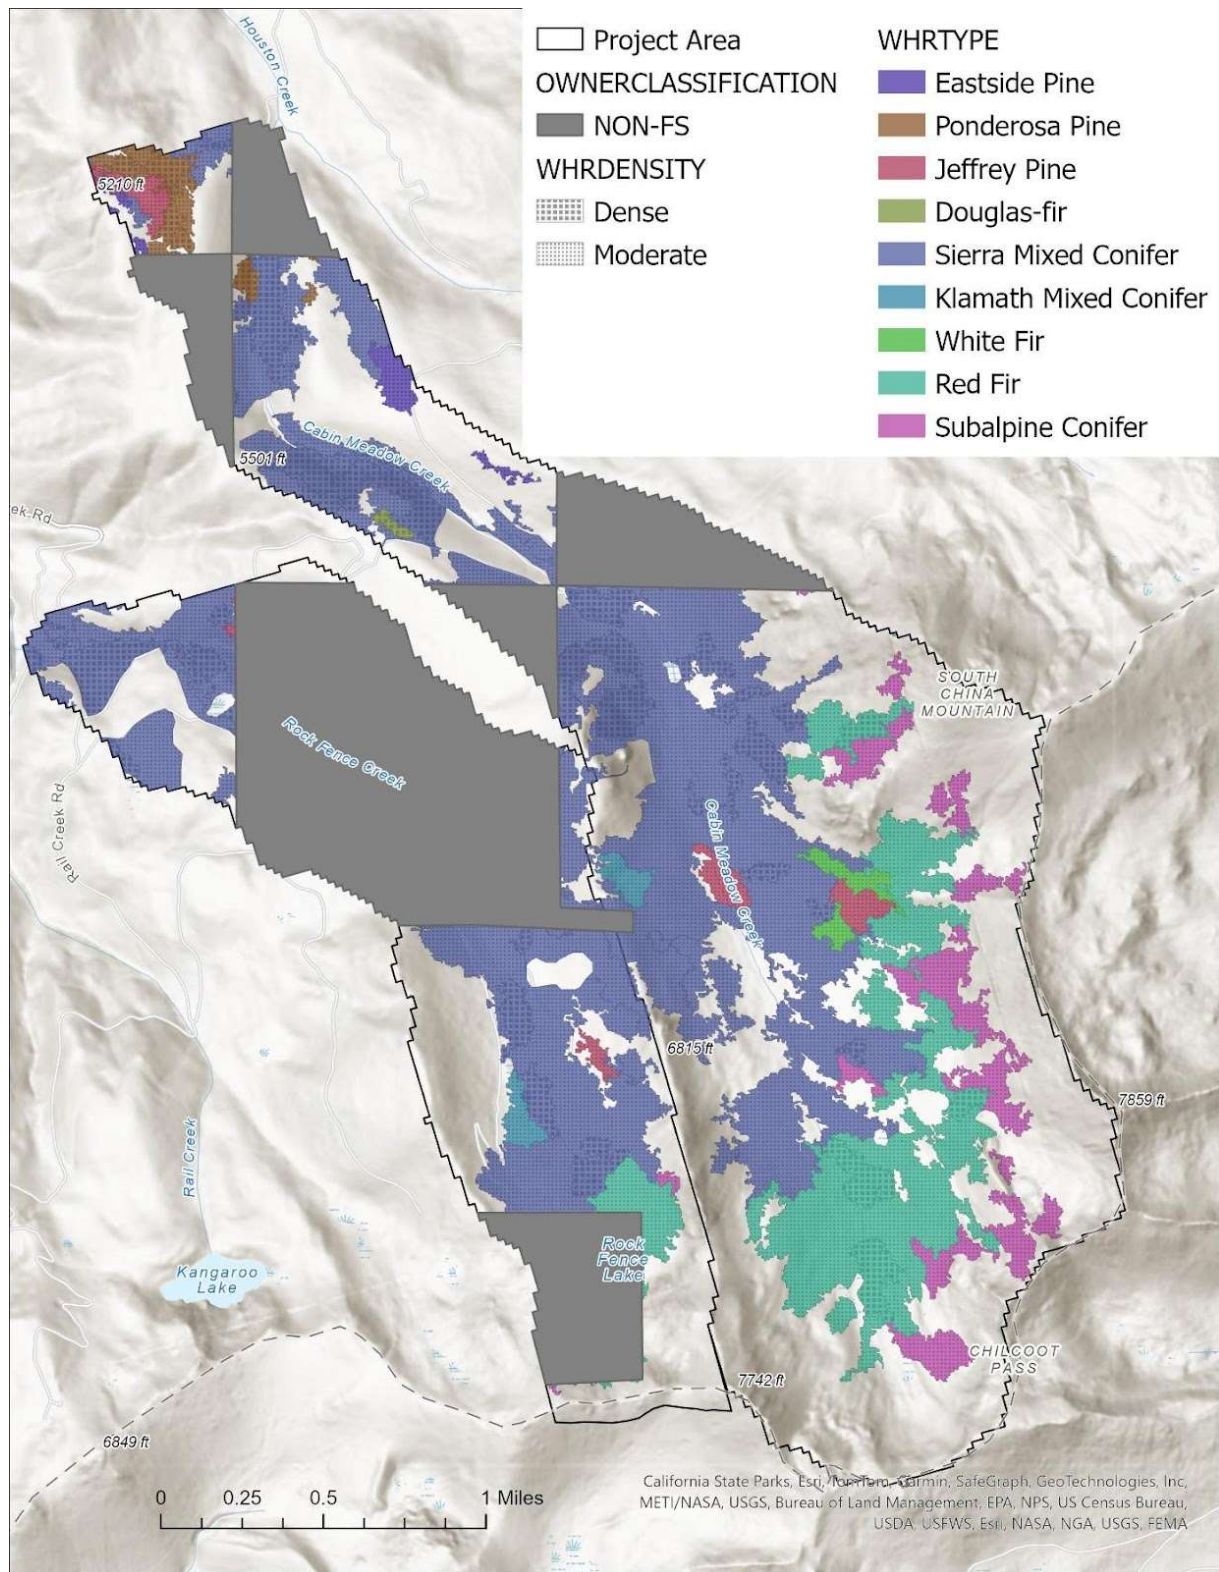 Houston Creek
Project Area
OWNERCLASSIFICATION
NON-FS
WHRDENSITY
Dense
Moderate
WHRTYPE
Eastside Pine
Ponderosa Pine
Jeffrey Pine
Douglas-fir
Sierra Mixed Conifer
Klamath Mixed Conifer
White Fir
Red Fir
Subalpine Conifer
5210 ft
Cabin Meadow Creek
5501 ft
ek Rd
SOUTH
CHINA
MOUNTAIN
Rock Fence Creek
Rail Creek Rd
Cabin Meadow Creek
6815 ft
7859 ft
Rail Creek
Rock
Fence
Lake
Kangaroo
Lake
CHILCOOT
PASS
7742 ft
6849 ft
0 0.25 0.5 1 Miles
California State Parks, Esri, TomTom, Garmin, SafeGraph, GeoTechnologies, Inc,
METI/NASA, USGS, Bureau of Land Management, EPA, NPS, US Census Bureau,
USDA, USFWS, Esri, NASA, NGA, USGS, FEMA